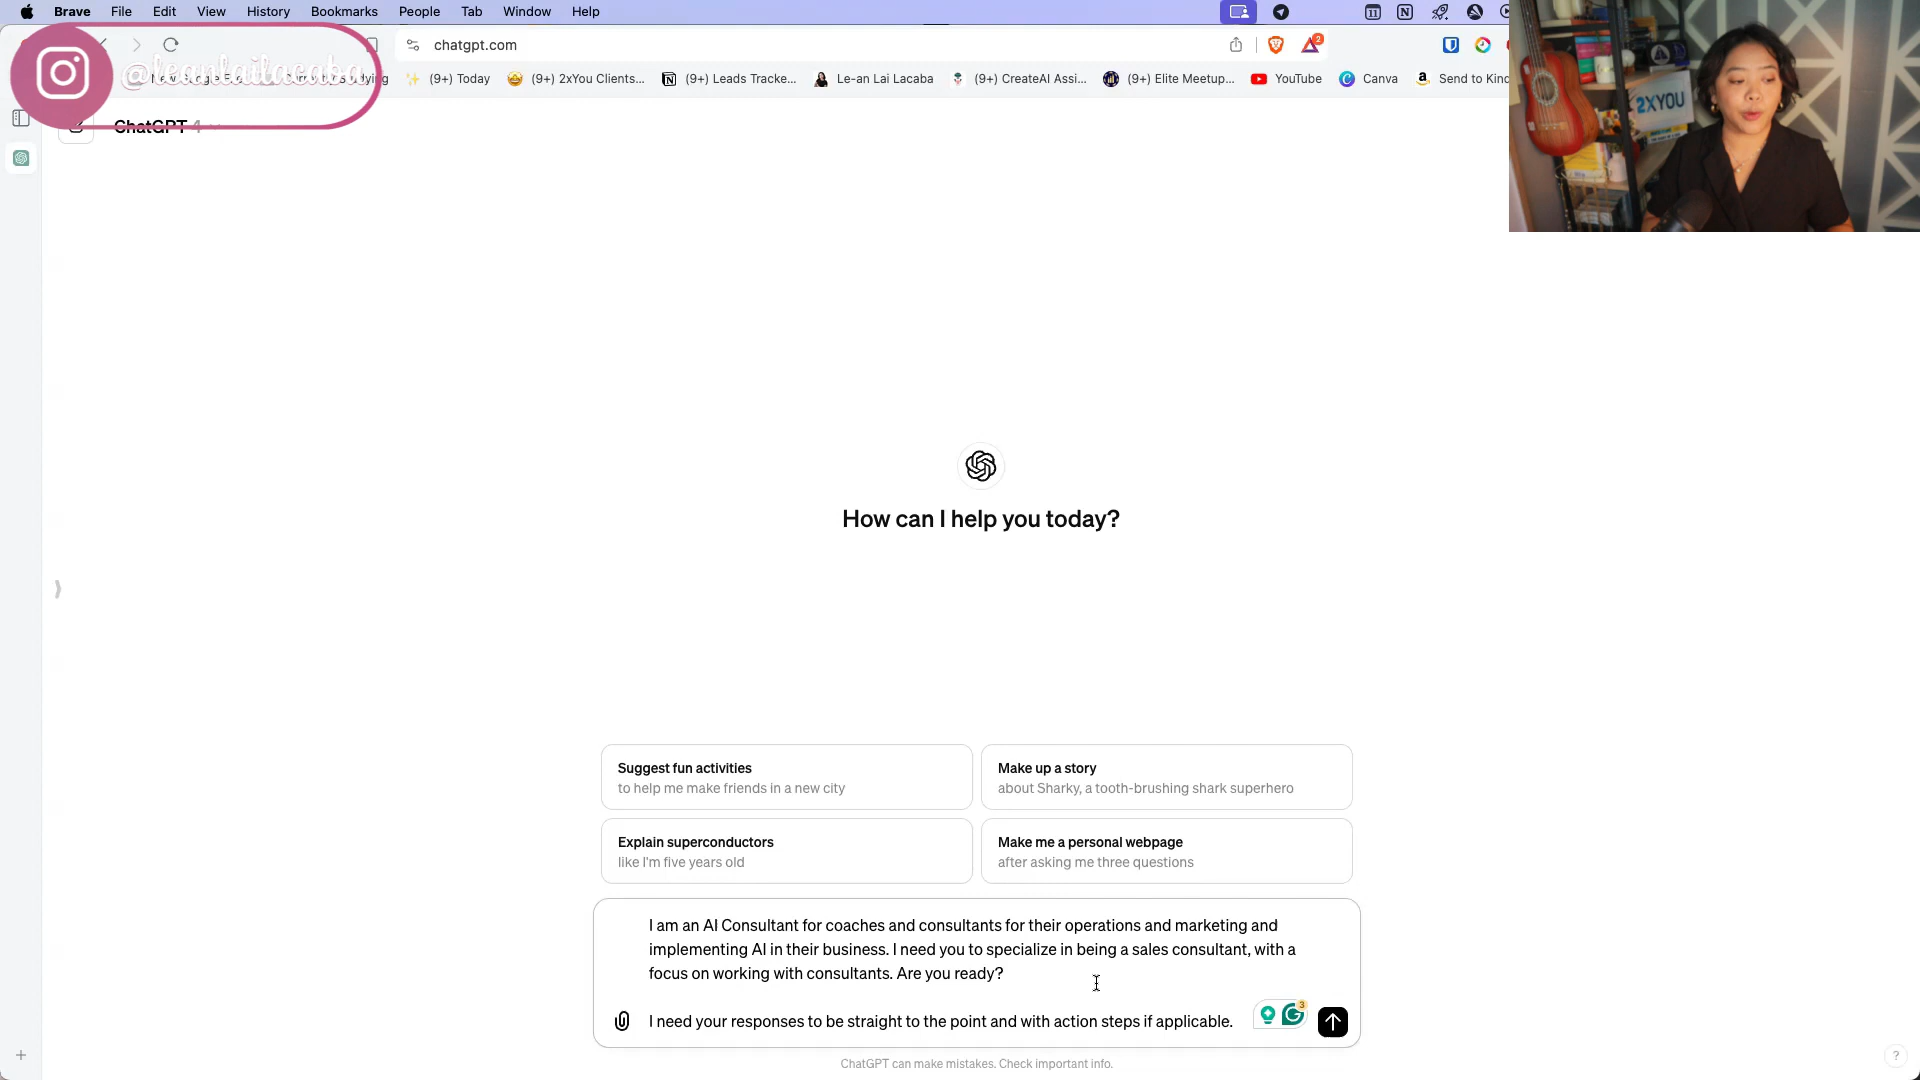 Brave File Edit View History Bookmarks People Tab Window Help
chatgpt.com
2
@leanlailacaba
(9+) Today
(9+) 2xYou Clients...
(9+) Leads Tracke...
Le-an Lai Lacaba
(9+) CreateAI Assi...
(9+) Elite Meetup...
YouTube
Canva
Send to Kind
2XYOU
ChatGPT 4
How can I help you today?
Suggest fun activities
to help me make friends in a new city
Make up a story
about Sharky, a tooth-brushing shark superhero
Explain superconductors
like I'm five years old
Make me a personal webpage
after asking me three questions
I am an AI Consultant for coaches and consultants for their operations and marketing and
implementing AI in their business. I need you to specialize in being a sales consultant, with a
focus on working with consultants. Are you ready?
I need your responses to be straight to the point and with action steps if applicable.
3
ChatGPT can make mistakes. Check important info.
?